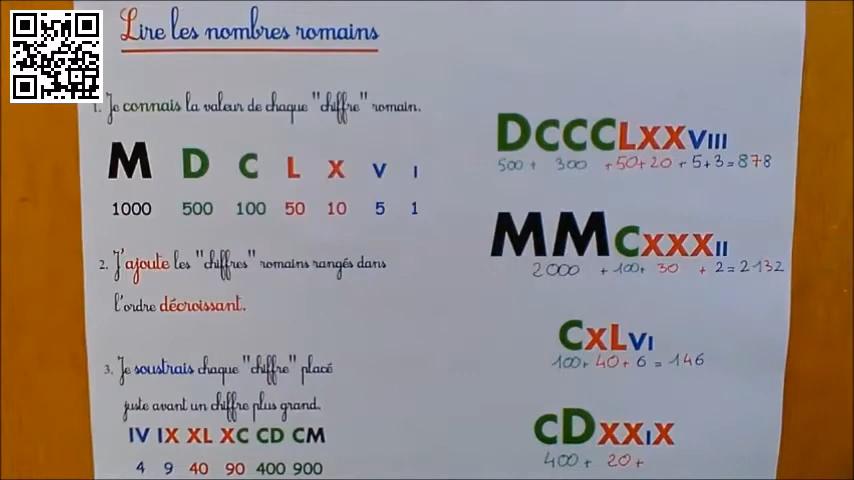 Lire les nombres romains
1. Je connais la valeur de chaque "chiffre" romain.
M D C L X V I
1000 500 100 50 10 5 1
2. J'ajoute les "chiffres" romains rangés dans
l'ordre décroissant.
3. Je soustrais chaque "chiffre" placé
juste avant un chiffre plus grand.
IV IX XL XC CD CM
4 9 40 90 400 900
DCCCLXXVIII
500 + 300 + 50 + 20 + 5 + 3 = 878
MMCXXXII
2000 + 100 + 30 + 2 = 2132
CXLVI
100 + 40 + 6 = 146
CDXXIX
400 + 20 +